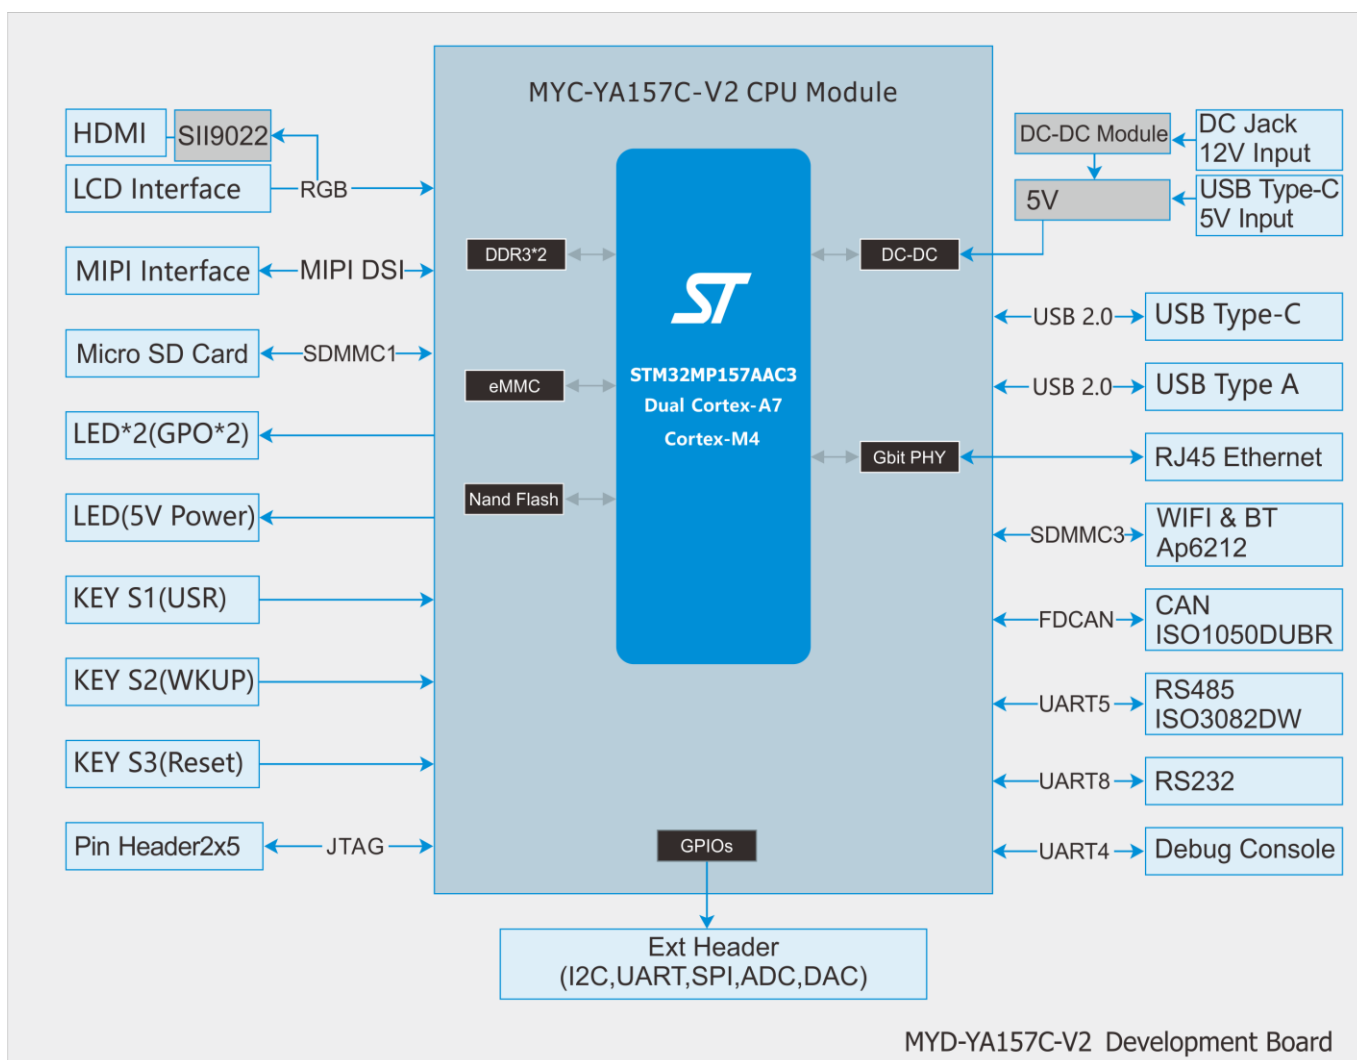 MYC-YA157C-V2 CPU Module
HDMI
SII9022
LCD Interface
RGB
MIPI Interface
MIPI DSI
Micro SD Card
SDMMC1
LED*2(GPO*2)
LED(5V Power)
KEY S1(USR)
KEY S2(WKUP)
KEY S3(Reset)
Pin Header2x5
JTAG
DDR3*2
eMMC
Nand Flash
ST
STM32MP157AAC3
Dual Cortex-A7
Cortex-M4
DC-DC
Gbit PHY
GPIOs
DC-DC Module
DC Jack
12V Input
5V
USB Type-C
5V Input
USB 2.0
USB Type-C
USB 2.0
USB Type A
RJ45 Ethernet
SDMMC3
WIFI & BT
Ap6212
FDCAN
CAN
ISO1050DUBR
UART5
RS485
ISO3082DW
UART8
RS232
UART4
Debug Console
Ext Header
(I2C,UART,SPI,ADC,DAC)
MYD-YA157C-V2 Development Board